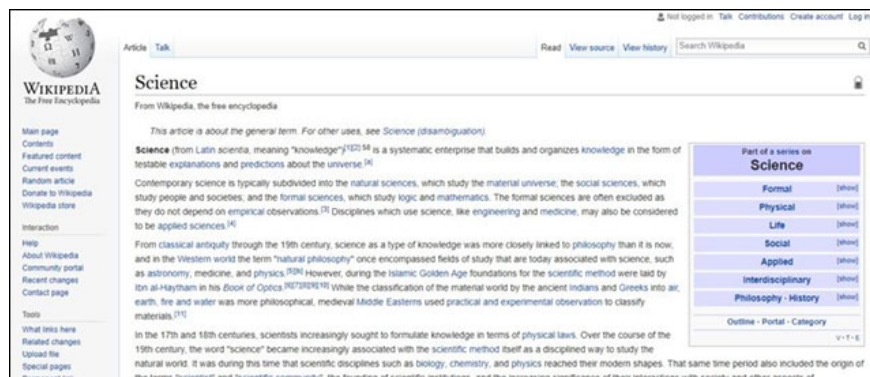 Not logged in Talk Contributions Create account Log in
Article Talk
Read View source View history
Search Wikipedia
WIKIPEDIA
The Free Encyclopedia
Main page
Contents
Featured content
Current events
Random article
Donate to Wikipedia
Wikipedia store
Interaction
Help
About Wikipedia
Community portal
Recent changes
Contact page
Tools
What links here
Related changes
Upload file
Special pages
Science
From Wikipedia, the free encyclopedia
This article is about the general term. For other uses, see Science (disambiguation)
Science (from Latin scientia, meaning "knowledge")[1][2]:58 is a systematic enterprise that builds and organizes knowledge in the form of
testable explanations and predictions about the universe.[a]
Contemporary science is typically subdivided into the natural sciences, which study the material universe; the social sciences, which
study people and societies; and the formal sciences, which study logic and mathematics. The formal sciences are often excluded as
they do not depend on empirical observations.[3] Disciplines which use science, like engineering and medicine, may also be considered
to be applied sciences.[4]
From classical antiquity through the 19th century, science as a type of knowledge was more closely linked to philosophy than it is now,
and in the Western world the term "natural philosophy" once encompassed fields of study that are today associated with science, such
as astronomy, medicine, and physics.[5][b] However, during the Islamic Golden Age foundations for the scientific method were laid by
Ibn al-Haytham in his Book of Optics.[6][7][8][9][10] While the classification of the material world by the ancient Indians and Greeks into air,
earth, fire and water was more philosophical, medieval Middle Easterns used practical and experimental observation to classify
materials.[11]
In the 17th and 18th centuries, scientists increasingly sought to formulate knowledge in terms of physical laws. Over the course of the
19th century, the word "science" became increasingly associated with the scientific method itself as a disciplined way to study the
natural world. It was during this time that scientific disciplines such as biology, chemistry, and physics reached their modern shapes. That same time period also included the origin of
Part of a series on
Science
Formal [show]
Physical [show]
Life [show]
Social [show]
Applied [show]
Interdisciplinary [show]
Philosophy · History [show]
Outline · Portal · Category
V · T · E